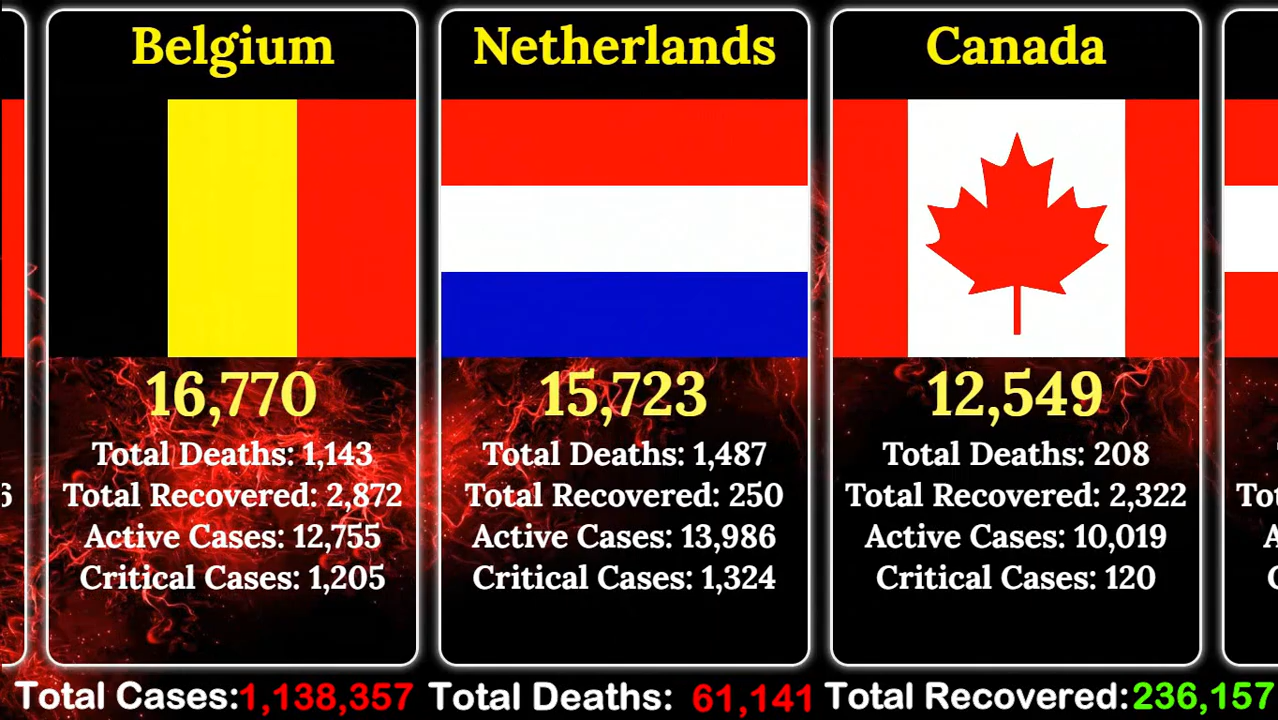 Belgium
16,770
Total Deaths: 1,143
Total Recovered: 2,872
Active Cases: 12,755
Critical Cases: 1,205
Netherlands
15,723
Total Deaths: 1,487
Total Recovered: 250
Active Cases: 13,986
Critical Cases: 1,324
Canada
12,549
Total Deaths: 208
Total Recovered: 2,322
Active Cases: 10,019
Critical Cases: 120
Total Cases:1,138,357 Total Deaths: 61,141 Total Recovered:236,157